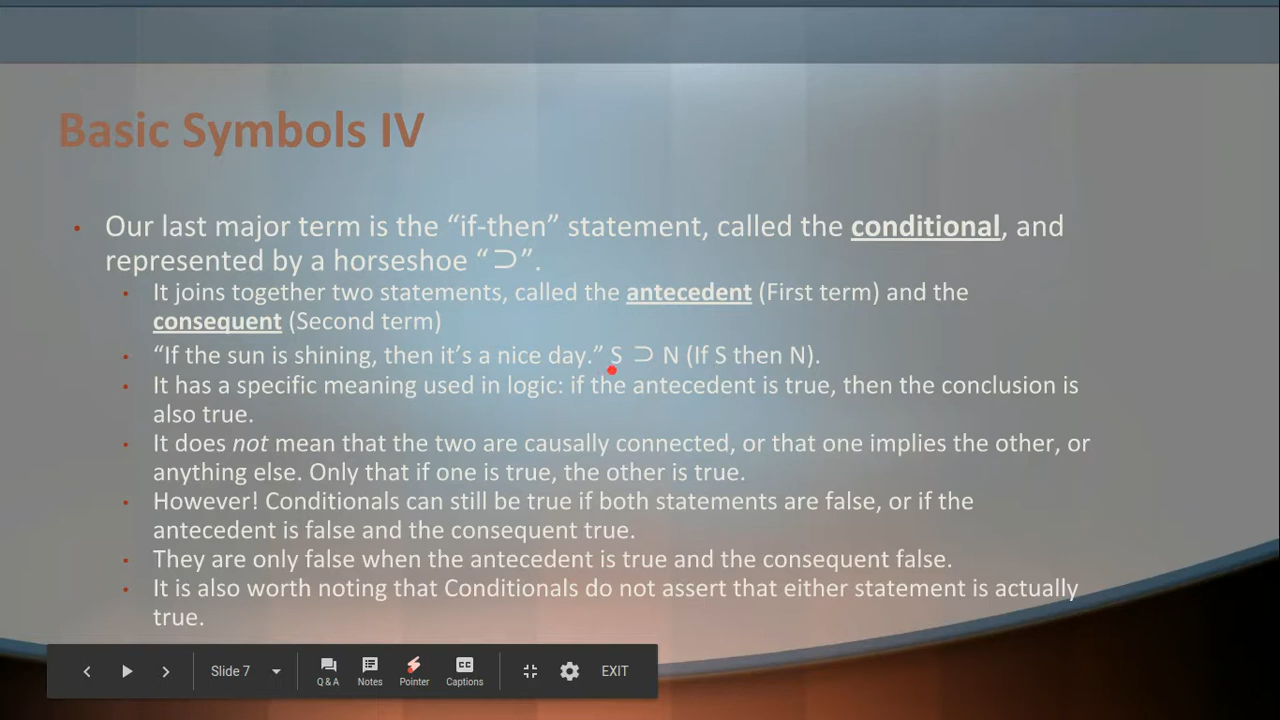 Basic Symbols IV
Our last major term is the “if-then” statement, called the conditional, and
represented by a horseshoe “⊃”.
It joins together two statements, called the antecedent (First term) and the
consequent (Second term)
“If the sun is shining, then it’s a nice day.” S ⊃ N (If S then N).
It has a specific meaning used in logic: if the antecedent is true, then the conclusion is
also true.
It does not mean that the two are causally connected, or that one implies the other, or
anything else. Only that if one is true, the other is true.
However! Conditionals can still be true if both statements are false, or if the
antecedent is false and the consequent true.
They are only false when the antecedent is true and the consequent false.
It is also worth noting that Conditionals do not assert that either statement is actually
true.
Slide 7
Q & A Notes Pointer Captions EXIT